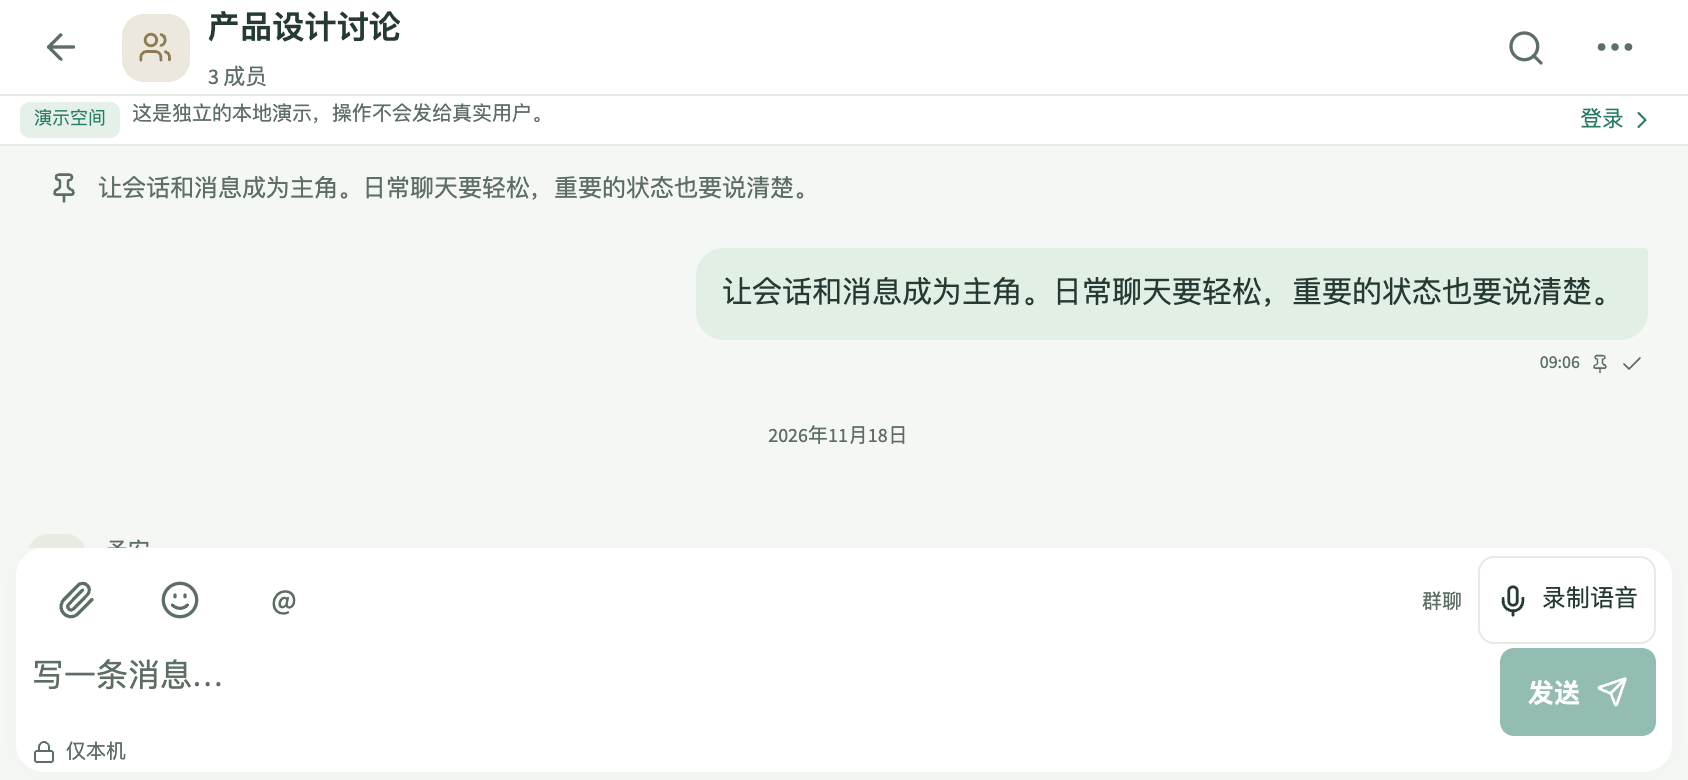 产品设计讨论
3 成员
演示空间 这是独立的本地演示，操作不会发给真实用户。 登录
让会话和消息成为主角。日常聊天要轻松，重要的状态也要说清楚。
让会话和消息成为主角。日常聊天要轻松，重要的状态也要说清楚。
09:06
2026年11月18日
@ 群聊 录制语音
写一条消息...
发送
仅本机